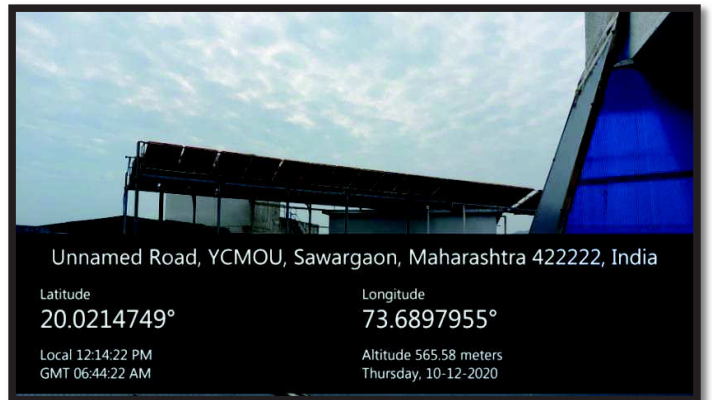 Unnamed Road, YCMOU, Sawargaon, Maharashtra 422222, India
Latitude
20.0214749°
Longitude
73.6897955°
Local 12:14:22 PM
GMT 06:44:22 AM
Altitude 565.58 meters
Thursday, 10-12-2020